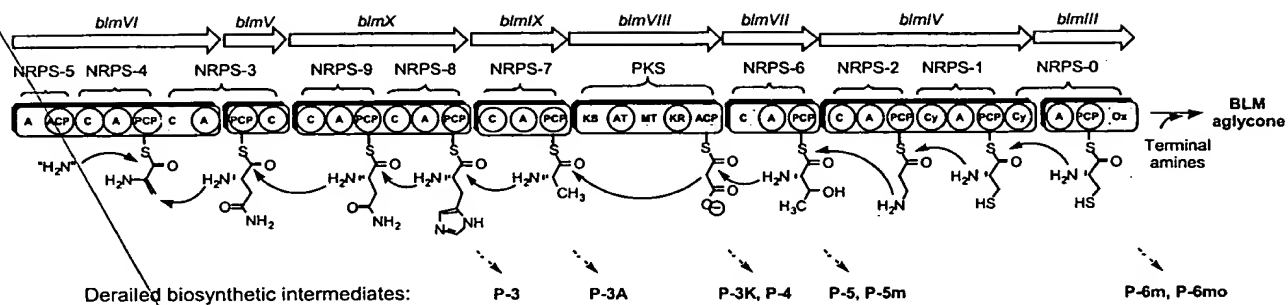 blmVI blmV blmX blmIX blmVIII blmVII blmIV blmIII
NRPS-5 NRPS-4 NRPS-3 NRPS-9 NRPS-8 NRPS-7 PKS NRPS-6 NRPS-2 NRPS-1 NRPS-0
A ACP C A PCP C A PCP C C A PCP C A PCP C A PCP KS AT MT KR ACP C A PCP C A PCP Cy A PCP Cy A PCP Ox BLM
aglycone
Terminal
amines
S S S S S S S S S S
O O O O O O O O O O
"H₂N" H₂N H₂N H₂N H₂N H₂N CH₃ O⊖ H₂N OH H₂N H₂N H₂N
H₃C HS HS
O NH₂ O NH₂ N NH
P-3 P-3A P-3K, P-4 P-5, P-5m P-6m, P-6mo
Derailed biosynthetic intermediates: